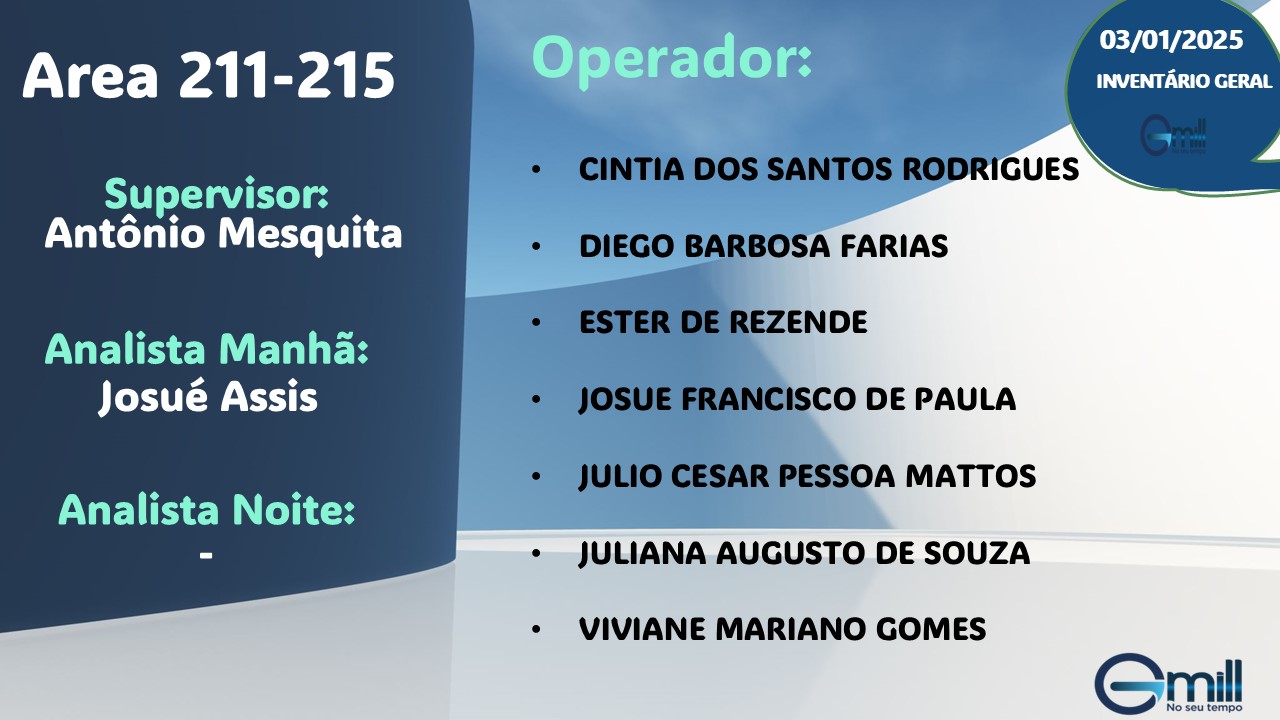 Area 211-215
Supervisor:
Antônio Mesquita
Analista Manhã:
Josué Assis
Analista Noite:
-
Operador:
• CINTIA DOS SANTOS RODRIGUES
• DIEGO BARBOSA FARIAS
• ESTER DE REZENDE
• JOSUE FRANCISCO DE PAULA
• JULIO CESAR PESSOA MATTOS
• JULIANA AUGUSTO DE SOUZA
• VIVIANE MARIANO GOMES
03/01/2025
INVENTÁRIO GERAL
Gmill
Gmill
No seu tempo